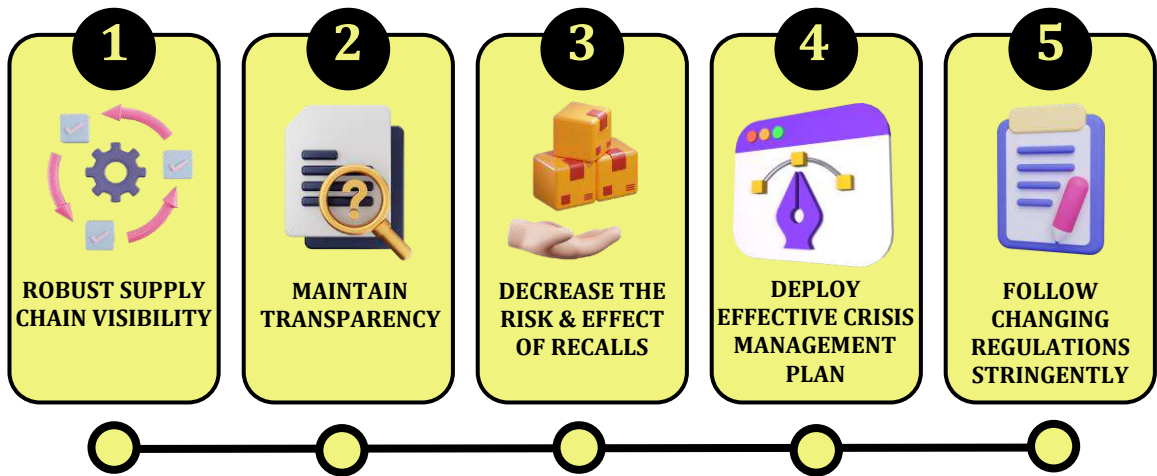 1
ROBUST SUPPLY
CHAIN VISIBILITY
2
?
MAINTAIN
TRANSPARENCY
3
DECREASE THE
RISK & EFFECT
OF RECALLS
4
DEPLOY
EFFECTIVE CRISIS
MANAGEMENT
PLAN
5
FOLLOW
CHANGING
REGULATIONS
STRINGENTLY